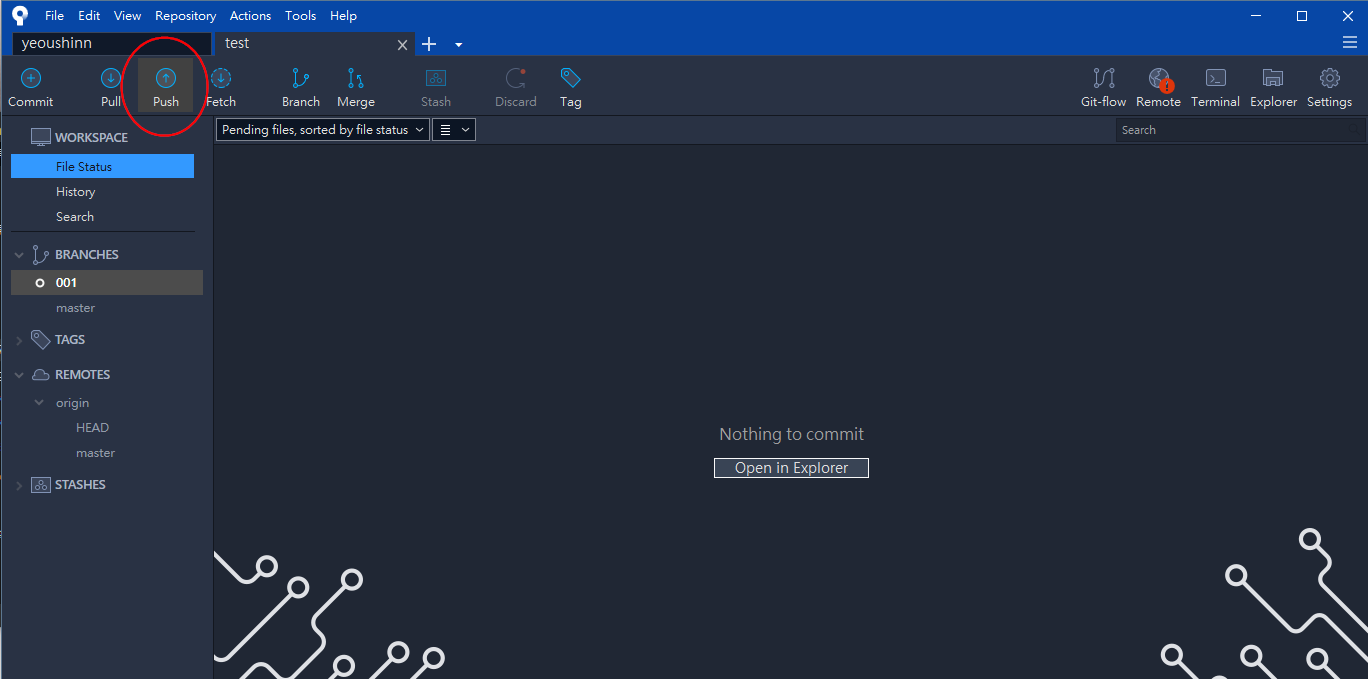 File Edit View Repository Actions Tools Help
yeoushinn test
Commit Pull Push Fetch Branch Merge Stash Discard Tag Git-flow Remote Terminal Explorer Settings
Pending files, sorted by file status Search
WORKSPACE
File Status
History
Search
BRANCHES
001
master
TAGS
REMOTES
origin
HEAD
master
STASHES
Nothing to commit
Open in Explorer